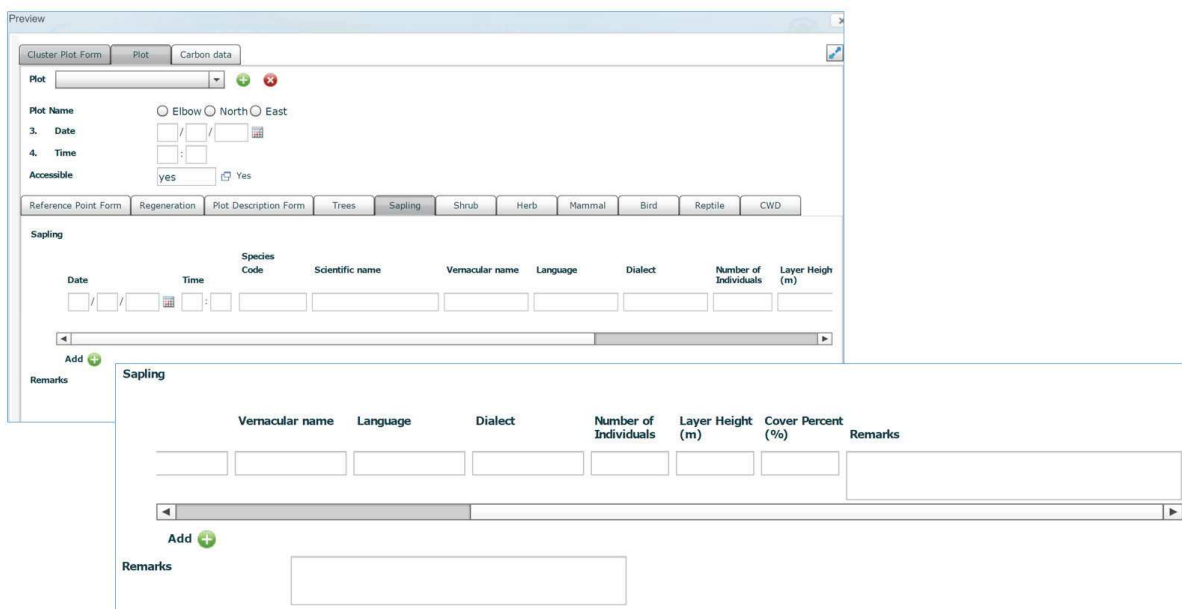 Preview
Cluster Plot Form Plot Carbon data
Plot
Plot Name Elbow North East
3. Date / /
4. Time :
Accessible yes Yes
Reference Point Form Regeneration Plot Description Form Trees Sapling Shrub Herb Mammal Bird Reptile CWD
Sapling
Date Time Species Code Scientific name Vernacular name Language Dialect Number of Individuals Layer Heigh (m)
/ / :
Add
Remarks
Sapling
Vernacular name Language Dialect Number of Individuals Layer Height (m) Cover Percent (%) Remarks
Add
Remarks